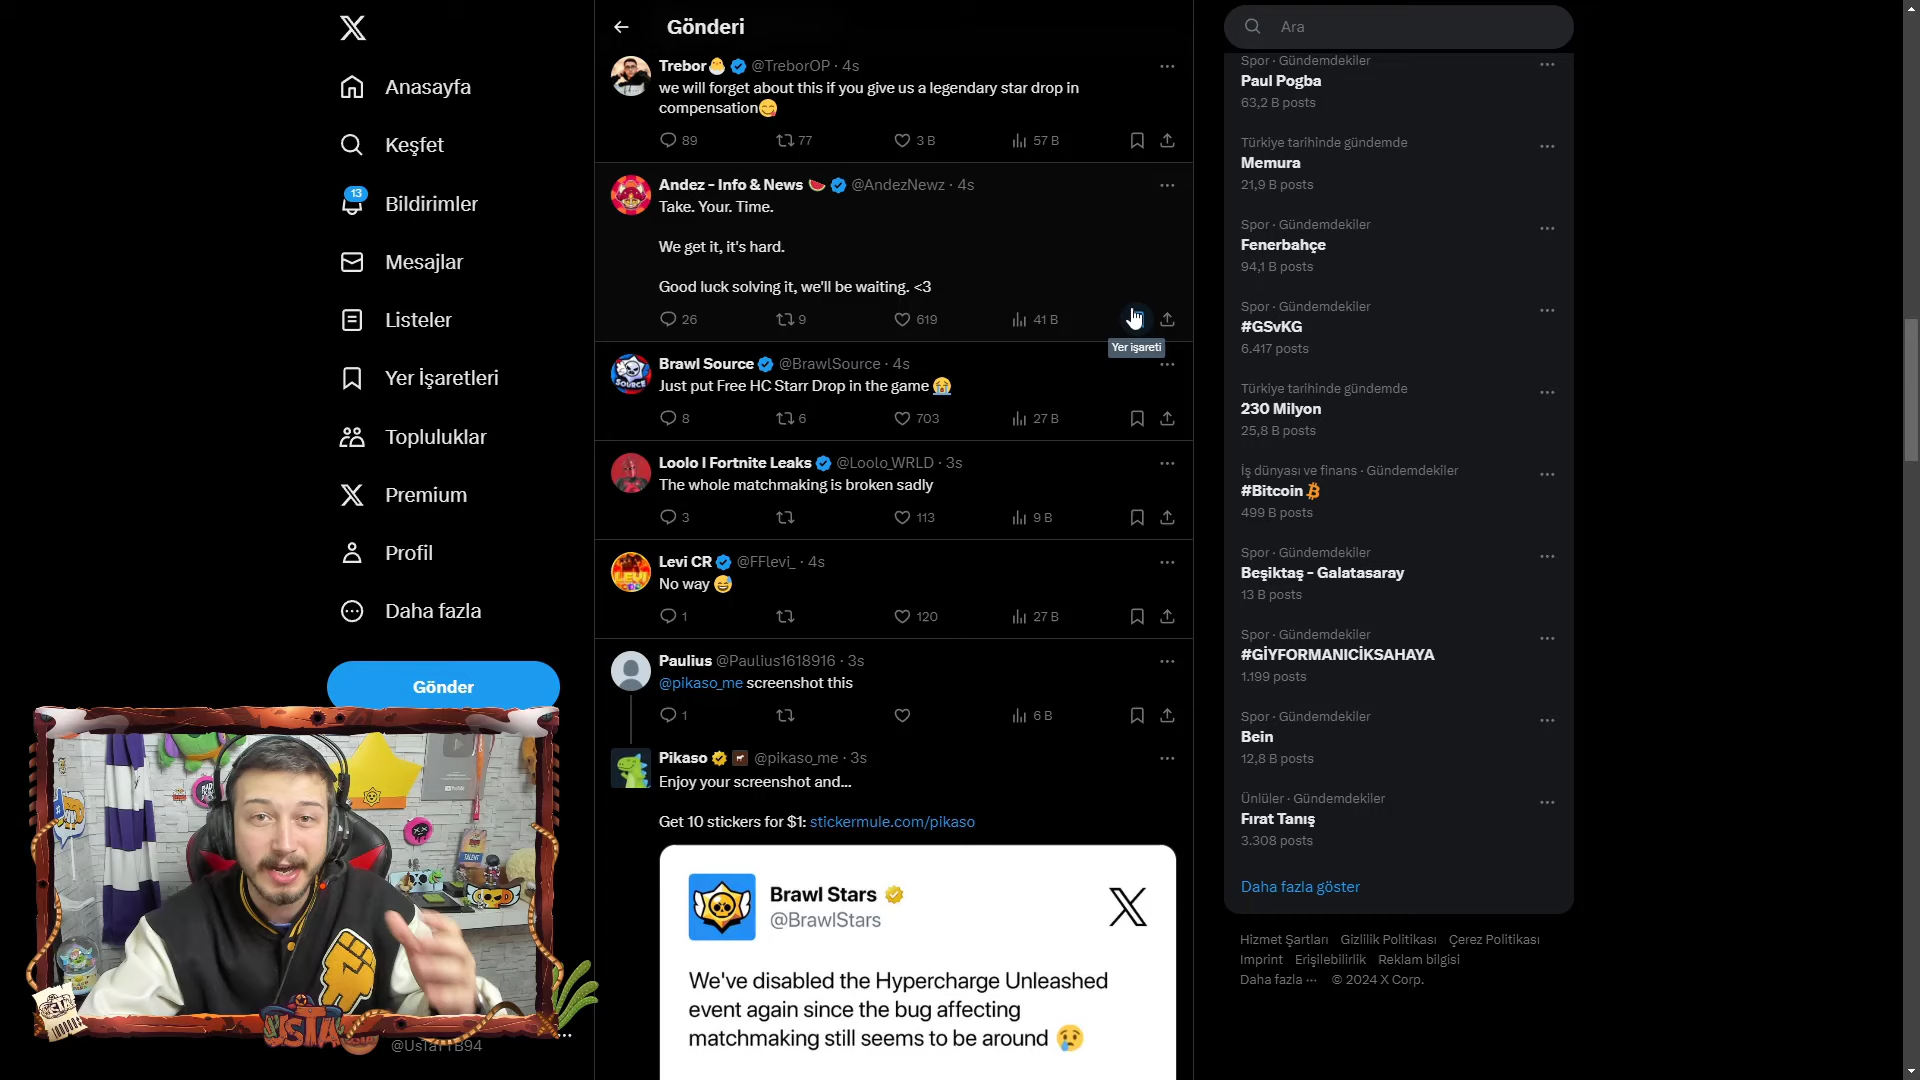 Anasayfa
Keşfet
13
Bildirimler
Mesajlar
Listeler
Yer İşaretleri
Topluluklar
Premium
Profil
Daha fazla
Gönder
USTA
@UsTaTTB94
Gönderi
Trebor🐣 @TreborOP · 4s
we will forget about this if you give us a legendary star drop in
compensation😋
89 77 3 B 57 B
Andez - Info & News 🍉 @AndezNewz · 4s
Take. Your. Time.
We get it, it's hard.
Good luck solving it, we'll be waiting. <3
26 9 619 41 B
Yer işareti
Brawl Source @BrawlSource · 4s
Just put Free HC Starr Drop in the game 😭
8 6 703 27 B
Loolo I Fortnite Leaks @Loolo_WRLD · 3s
The whole matchmaking is broken sadly
3 113 9 B
Levi CR @FFlevi_ · 4s
No way 😅
1 120 27 B
Paulius @Paulius1618916 · 3s
@pikaso_me screenshot this
1 6 B
Pikaso @pikaso_me · 3s
Enjoy your screenshot and...
Get 10 stickers for $1: stickermule.com/pikaso
Brawl Stars
@BrawlStars
We've disabled the Hypercharge Unleashed
event again since the bug affecting
matchmaking still seems to be around 😢
Ara
Spor · Gündemdekiler
Paul Pogba
63,2 B posts
Türkiye tarihinde gündemde
Memura
21,9 B posts
Spor · Gündemdekiler
Fenerbahçe
94,1 B posts
Spor · Gündemdekiler
#GSvKG
6.417 posts
Türkiye tarihinde gündemde
230 Milyon
25,8 B posts
İş dünyası ve finans · Gündemdekiler
#Bitcoin
499 B posts
Spor · Gündemdekiler
Beşiktaş - Galatasaray
13 B posts
Spor · Gündemdekiler
#GİYFORMANICİKSAHAYA
1.199 posts
Spor · Gündemdekiler
Bein
12,8 B posts
Ünlüler · Gündemdekiler
Fırat Tanış
3.308 posts
Daha fazla göster
Hizmet Şartları Gizlilik Politikası Çerez Politikası
Imprint Erişilebilirlik Reklam bilgisi
Daha fazla ··· © 2024 X Corp.